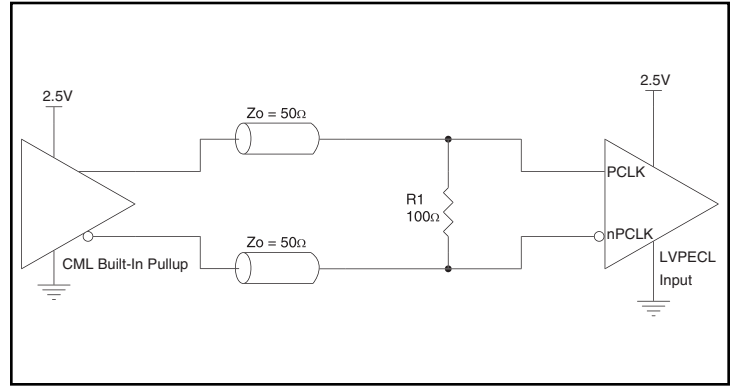 2.5V
CML Built-In Pullup
Zo = 50Ω
Zo = 50Ω
R1
100Ω
2.5V
PCLK
nPCLK
LVPECL
Input